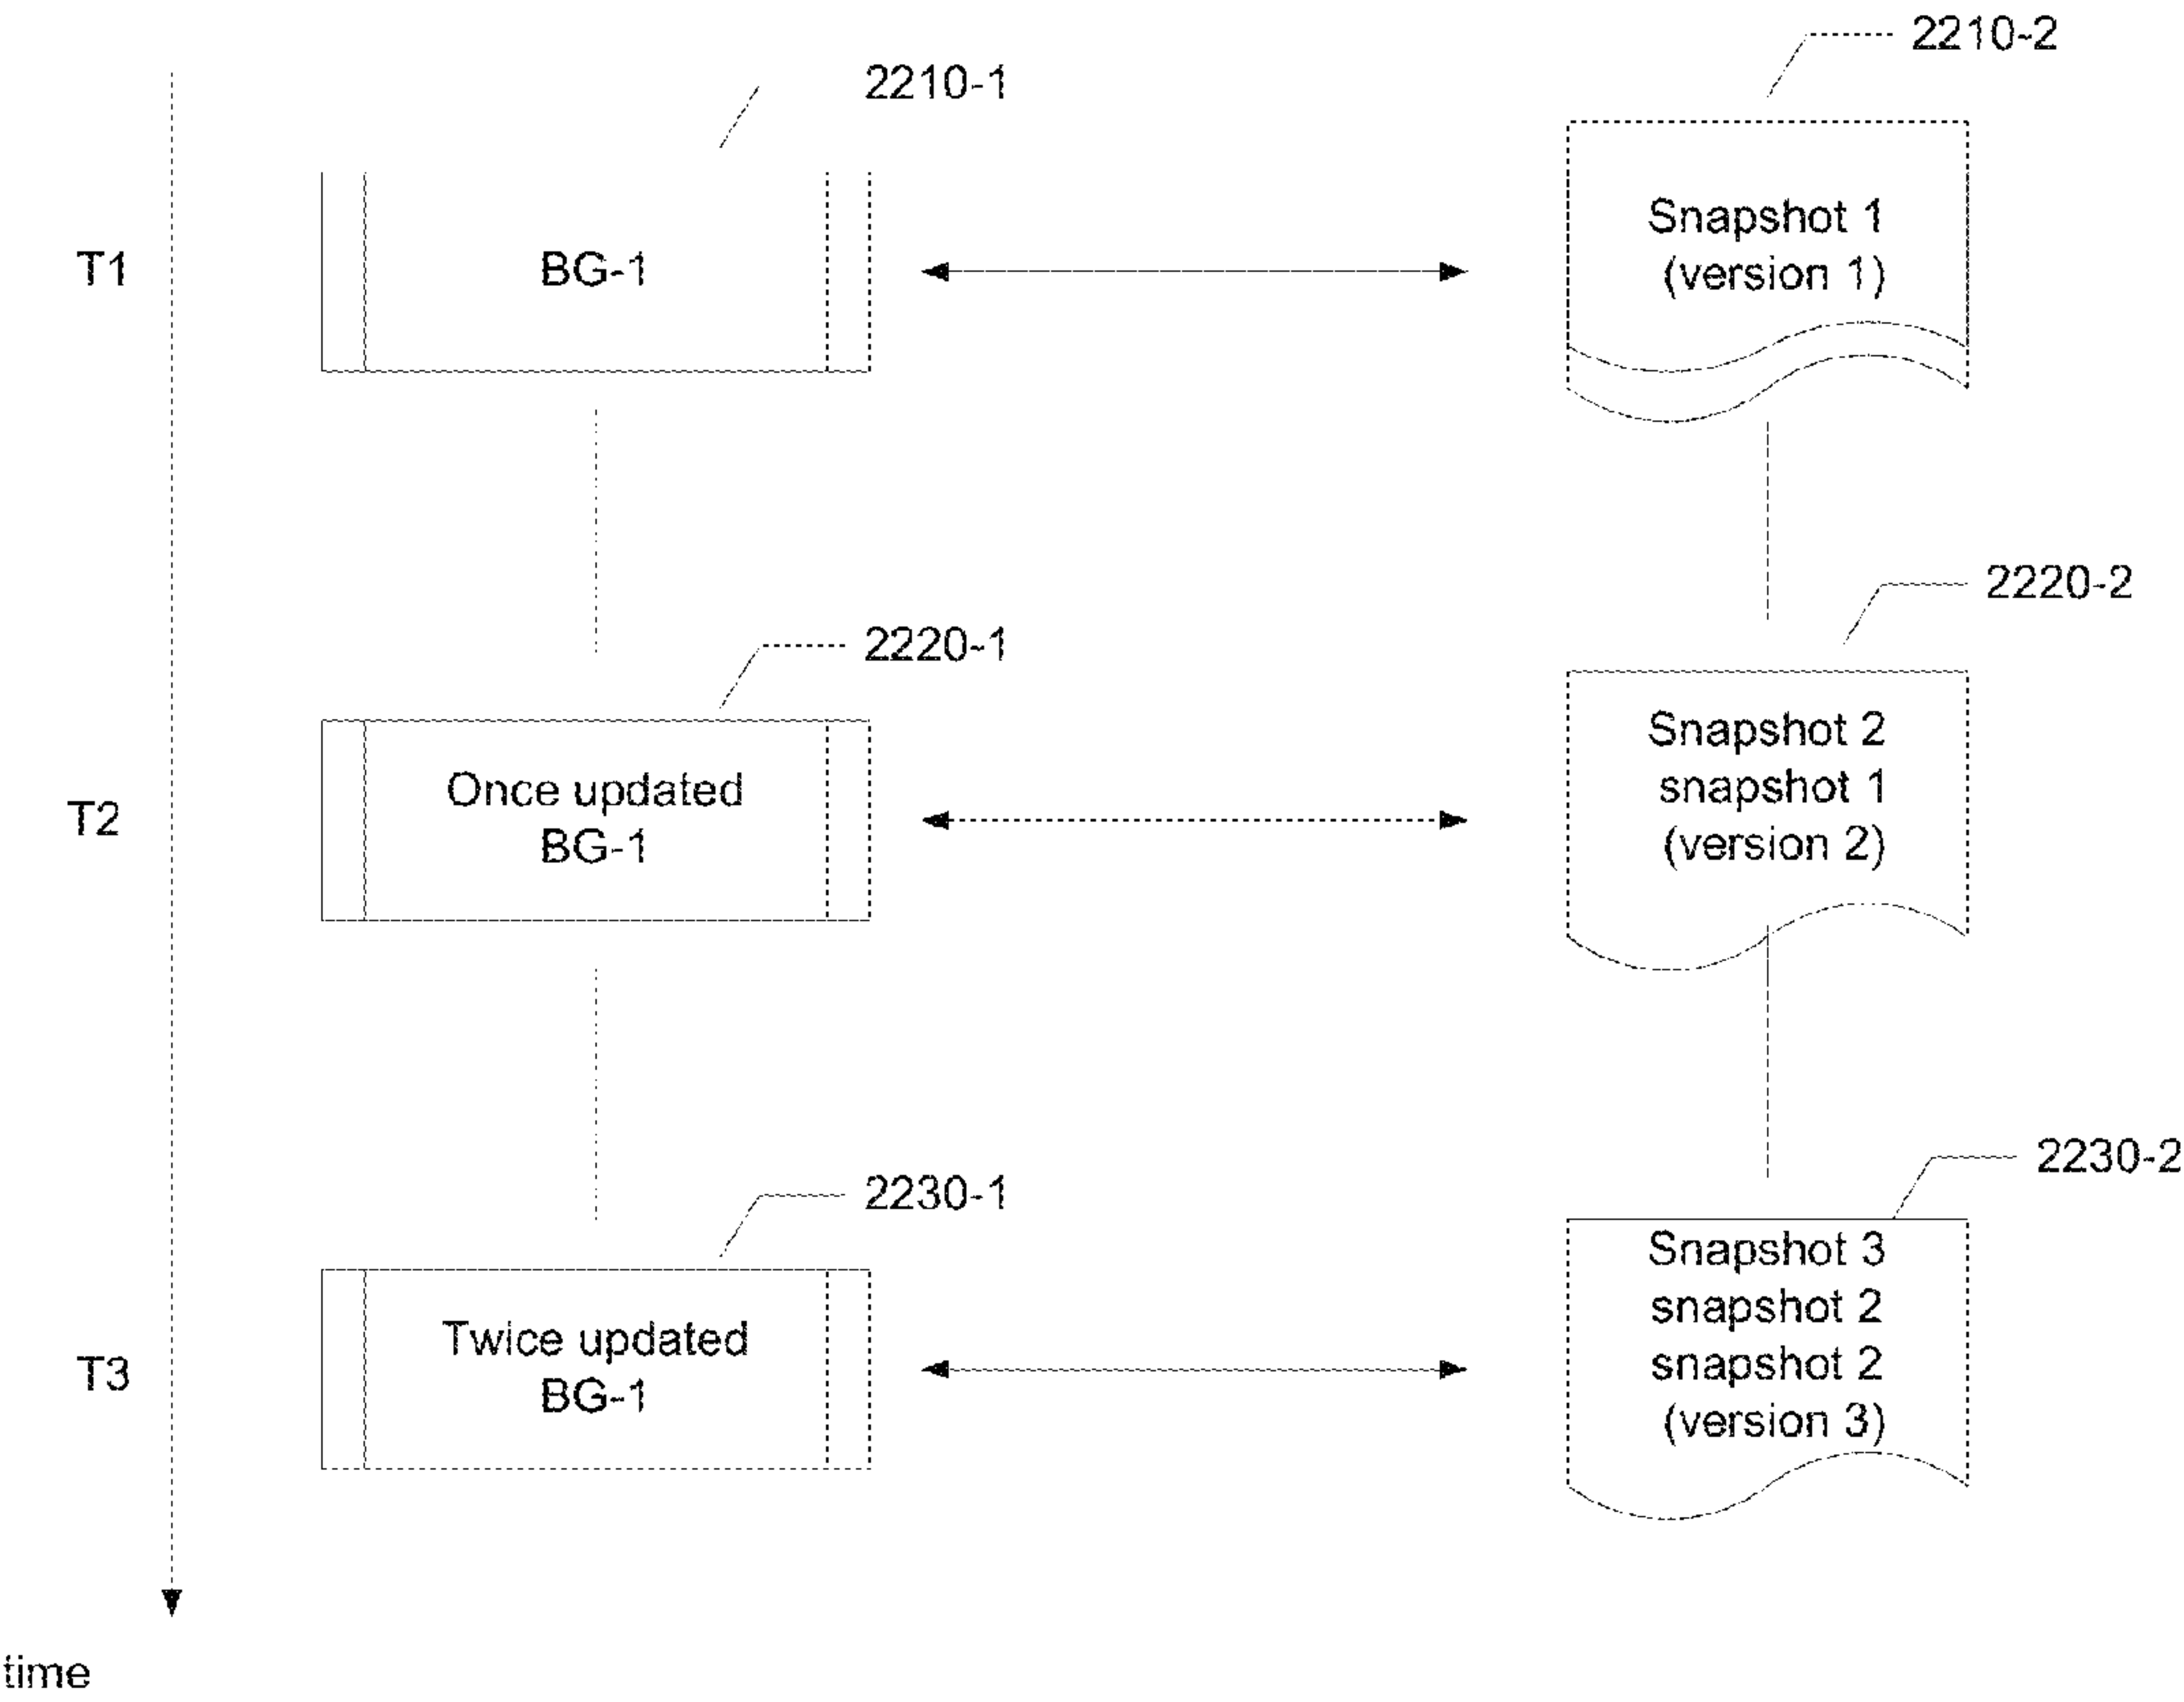 2210-2
2210-1
T1
BG-1
Snapshot 1
(version 1)
2220-2
2220-1
T2
Once updated
BG-1
Snapshot 2
snapshot 1
(version 2)
2230-2
2230-1
T3
Twice updated
BG-1
Snapshot 3
snapshot 2
snapshot 2
(version 3)
time